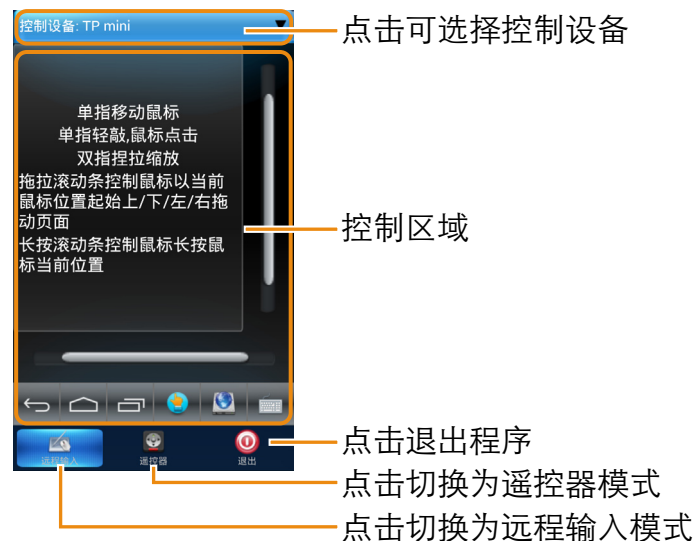 控制设备: TP mini
点击可选择控制设备
单指移动鼠标
单指轻敲,鼠标点击
双指捏拉缩放
拖拉滚动条控制鼠标以当前
鼠标位置起始上/下/左/右拖
动页面
长按滚动条控制鼠标长按鼠
标当前位置
控制区域
远程输入
遥控器
退出
点击退出程序
点击切换为遥控器模式
点击切换为远程输入模式